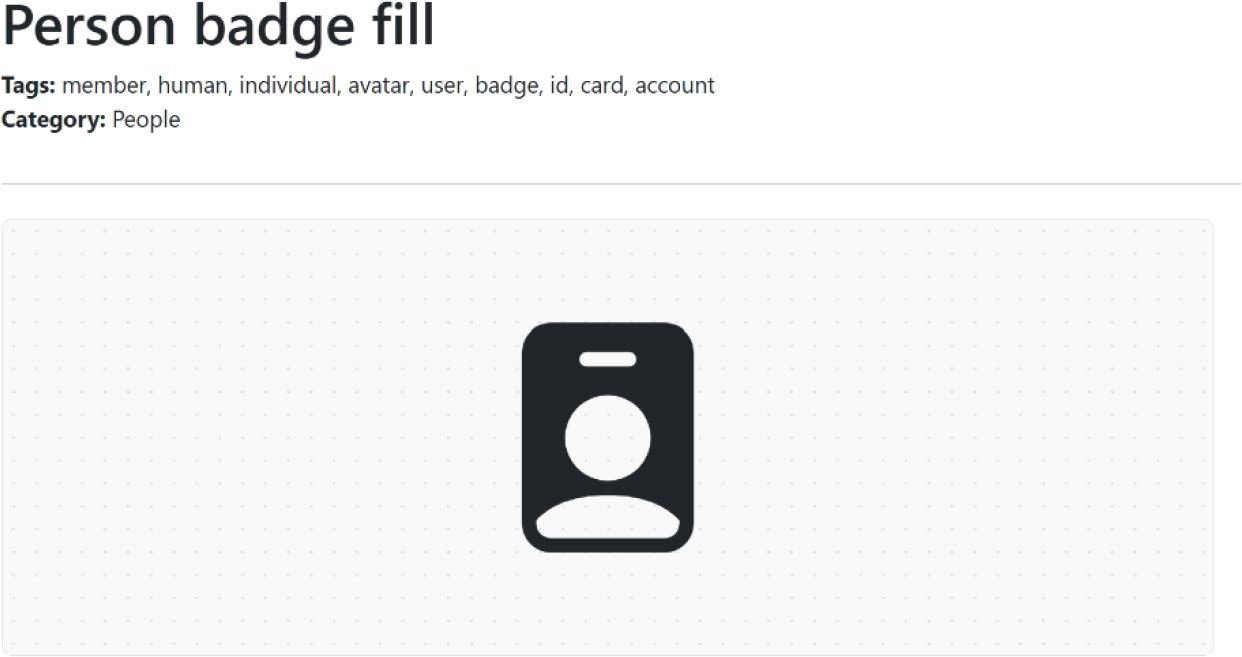 Person badge fill
Tags: member, human, individual, avatar, user, badge, id, card, account
Category: People